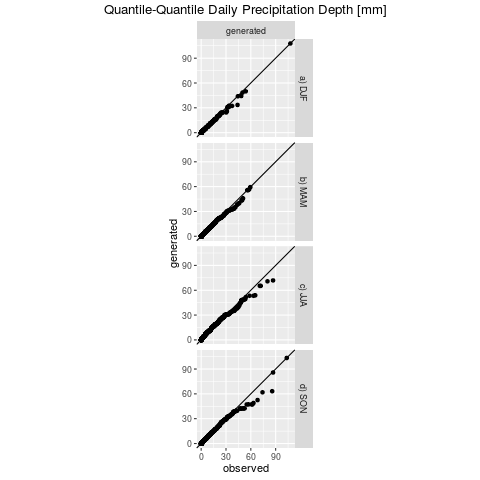 Quantile-Quantile Daily Precipitation Depth [mm]
generated
90
60
30
0
a) DJF
90
60
30
0
b) MAM
90
60
30
0
c) JJA
90
60
30
0
d) SON
generated
0 30 60 90
observed